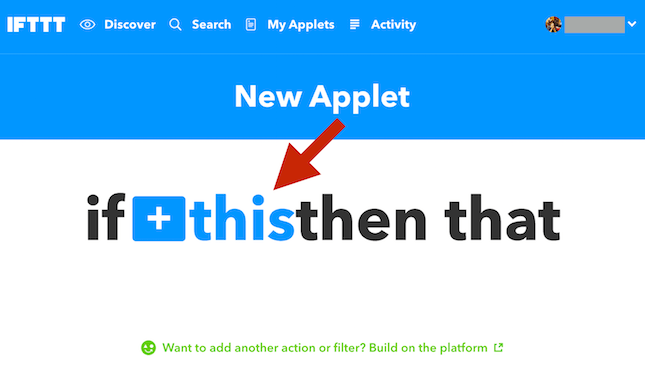 IFTTT Discover Search My Applets Activity
New Applet
if + this then that
Want to add another action or filter? Build on the platform